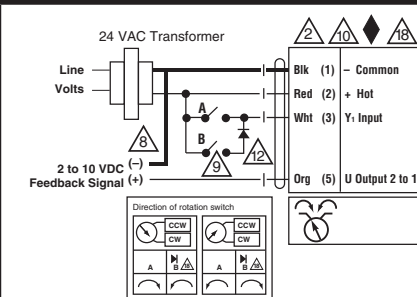 2 10 18
24 VAC Transformer
Line
Volts
Blk (1) – Common
Red (2) + Hot
Wht (3) Y1 Input
A
B
8
9
12
2 to 10 VDC (–)
Feedback Signal (+)
Org (5) U Output 2 to 1
Direction of rotation switch
CCW CCW
CW CW
A B 18 A B 18